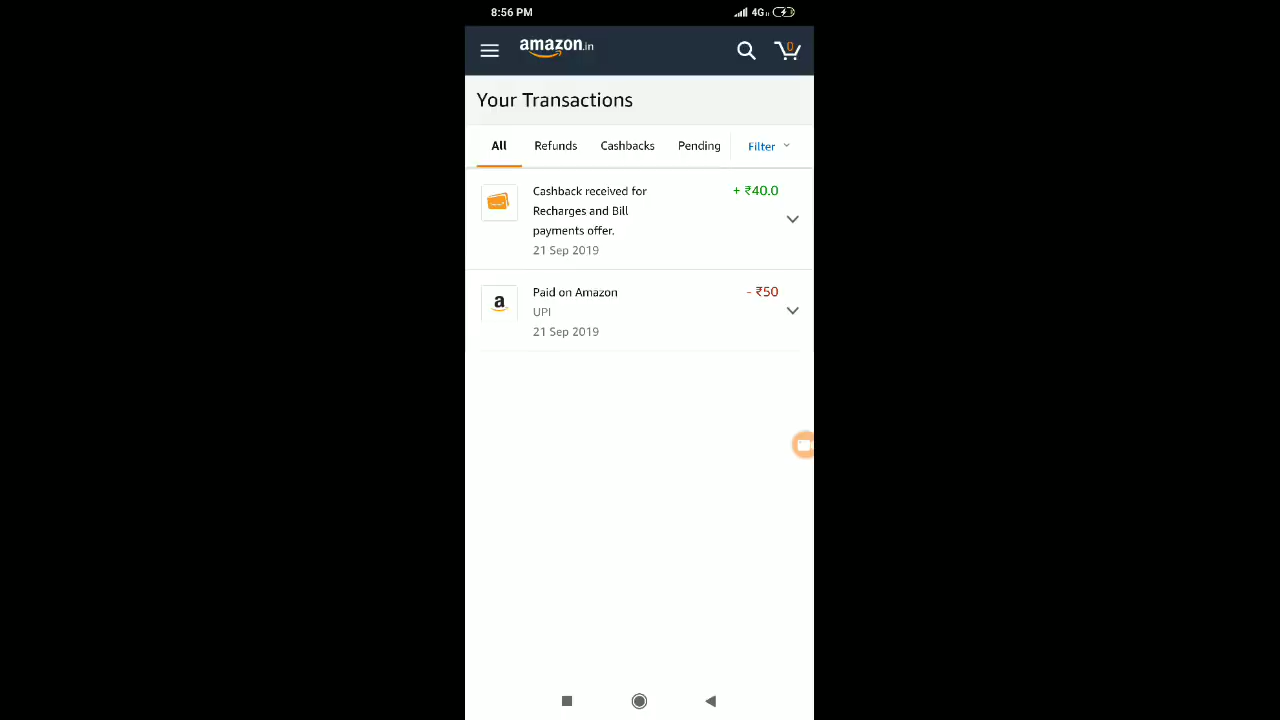 8:56 PM 4G
amazon.in 0
Your Transactions
All Refunds Cashbacks Pending Filter
Cashback received for + ₹40.0
Recharges and Bill
payments offer.
21 Sep 2019
a Paid on Amazon - ₹50
UPI
21 Sep 2019